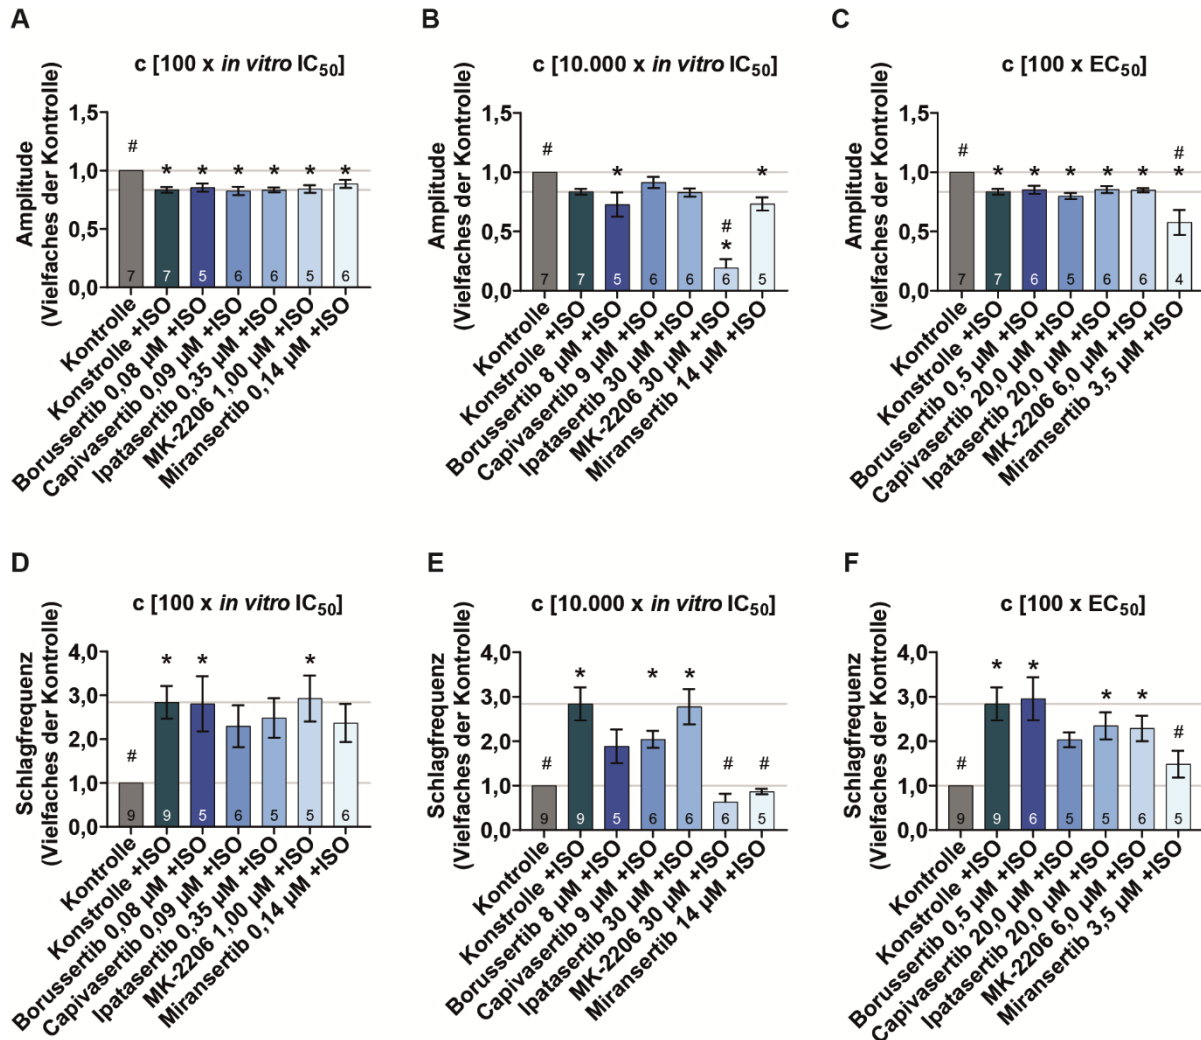 A
c [100 x in vitro IC50]
Amplitude
(Vielfaches der Kontrolle)
1,5
1,0
0,5
0,0
#
*
*
*
*
*
*
7
7
5
6
6
5
6
Kontrolle
Konstrolle +ISO
Borussertib 0,08 µM +ISO
Capivasertib 0,09 µM +ISO
Ipatasertib 0,35 µM +ISO
MK-2206 1,00 µM +ISO
Miransertib 0,14 µM +ISO
B
c [10.000 x in vitro IC50]
Amplitude
(Vielfaches der Kontrolle)
1,5
1,0
0,5
0,0
#
*
#
*
*
7
7
5
6
6
6
5
Kontrolle
Konstrolle +ISO
Borussertib 8 µM +ISO
Capivasertib 9 µM +ISO
Ipatasertib 30 µM +ISO
MK-2206 30 µM +ISO
Miransertib 14 µM +ISO
C
c [100 x EC50]
Amplitude
(Vielfaches der Kontrolle)
1,5
1,0
0,5
0,0
#
*
*
*
*
*
#
*
7
7
6
5
6
6
4
Kontrolle
Konstrolle +ISO
Borussertib 0,5 µM +ISO
Capivasertib 20,0 µM +ISO
Ipatasertib 20,0 µM +ISO
MK-2206 6,0 µM +ISO
Miransertib 3,5 µM +ISO
D
c [100 x in vitro IC50]
Schlagfrequenz
(Vielfaches der Kontrolle)
4,0
3,0
2,0
1,0
0,0
#
*
*
*
9
9
5
6
5
5
6
Kontrolle
Konstrolle +ISO
Borussertib 0,08 µM +ISO
Capivasertib 0,09 µM +ISO
Ipatasertib 0,35 µM +ISO
MK-2206 1,00 µM +ISO
Miransertib 0,14 µM +ISO
E
c [10.000 x in vitro IC50]
Schlagfrequenz
(Vielfaches der Kontrolle)
4,0
3,0
2,0
1,0
0,0
#
*
*
*
#
#
9
9
5
6
6
6
5
Kontrolle
Konstrolle +ISO
Borussertib 8 µM +ISO
Capivasertib 9 µM +ISO
Ipatasertib 30 µM +ISO
MK-2206 30 µM +ISO
Miransertib 14 µM +ISO
F
c [100 x EC50]
Schlagfrequenz
(Vielfaches der Kontrolle)
4,0
3,0
2,0
1,0
0,0
#
*
*
*
*
#
9
9
6
5
6
6
5
Kontrolle
Konstrolle +ISO
Borussertib 0,5 µM +ISO
Capivasertib 20,0 µM +ISO
Ipatasertib 20,0 µM +ISO
MK-2206 6,0 µM +ISO
Miransertib 3,5 µM +ISO